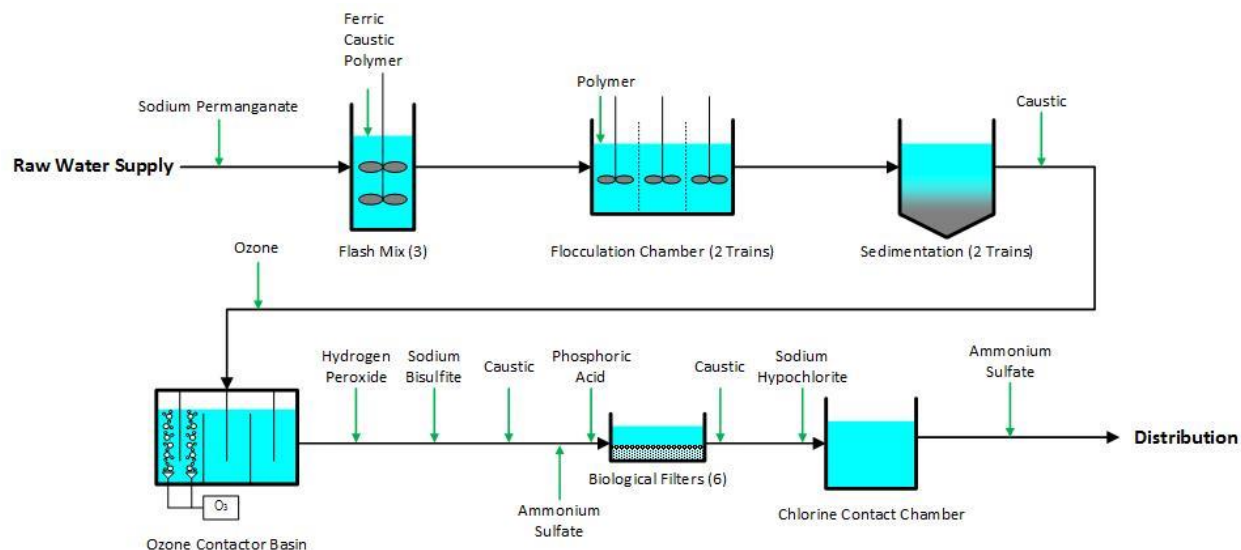 Ferric
Caustic
Polymer
Sodium Permanganate
Polymer
Caustic
Raw Water Supply
Flash Mix (3)
Flocculation Chamber (2 Trains)
Sedimentation (2 Trains)
Ozone
Hydrogen
Peroxide
Sodium
Bisulfite
Caustic
Phosphoric
Acid
Caustic
Sodium
Hypochlorite
Ammonium
Sulfate
Distribution
O₃
Biological Filters (6)
Ammonium
Sulfate
Chlorine Contact Chamber
Ozone Contactor Basin